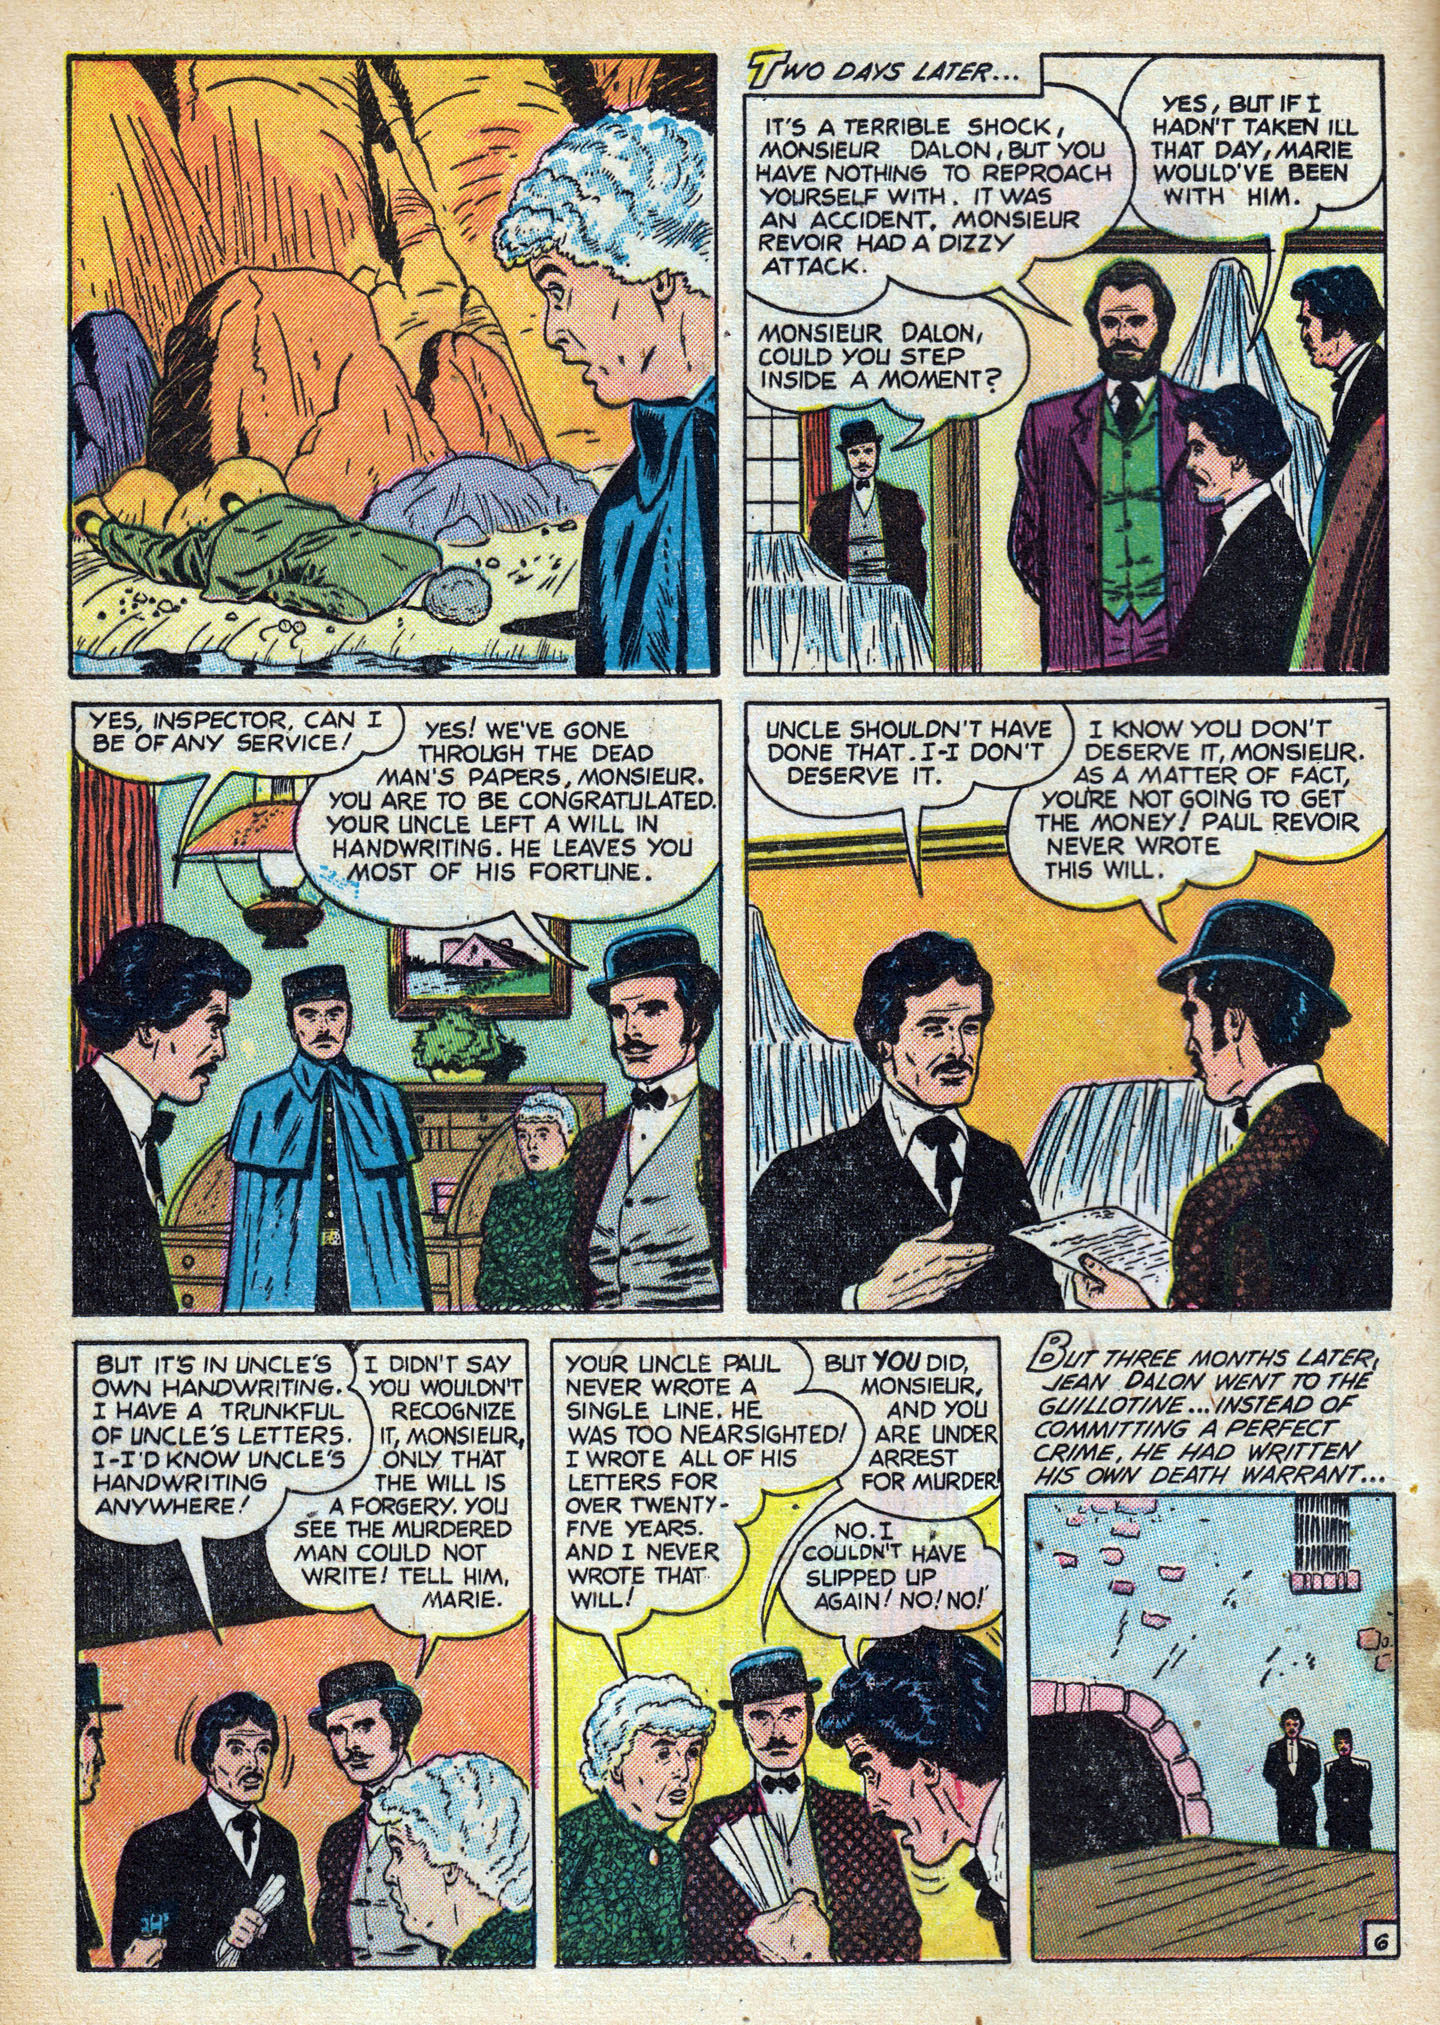 TWO DAYS LATER...
IT'S A TERRIBLE SHOCK,
MONSIEUR DALON, BUT YOU
HAVE NOTHING TO REPROACH
YOURSELF WITH. IT WAS
AN ACCIDENT. MONSIEUR
REVOIR HAD A DIZZY
ATTACK.
YES, BUT IF I
HADN'T TAKEN ILL
THAT DAY, MARIE
WOULD'VE BEEN
WITH HIM.
MONSIEUR DALON,
COULD YOU STEP
INSIDE A MOMENT?
YES, INSPECTOR, CAN I
BE OF ANY SERVICE!
YES! WE'VE GONE
THROUGH THE DEAD
MAN'S PAPERS, MONSIEUR.
YOU ARE TO BE CONGRATULATED.
YOUR UNCLE LEFT A WILL IN
HANDWRITING. HE LEAVES YOU
MOST OF HIS FORTUNE.
UNCLE SHOULDN'T HAVE
DONE THAT. I-I DON'T
DESERVE IT.
I KNOW YOU DON'T
DESERVE IT, MONSIEUR.
AS A MATTER OF FACT,
YOU'RE NOT GOING TO GET
THE MONEY! PAUL REVOIR
NEVER WROTE
THIS WILL.
BUT IT'S IN UNCLE'S
OWN HANDWRITING.
I HAVE A TRUNKFUL
OF UNCLE'S LETTERS.
I-I'D KNOW UNCLE'S
HANDWRITING
ANYWHERE!
I DIDN'T SAY
YOU WOULDN'T
RECOGNIZE
IT, MONSIEUR,
ONLY THAT
THE WILL IS
A FORGERY. YOU
SEE THE MURDERED
MAN COULD NOT
WRITE! TELL HIM,
MARIE.
YOUR UNCLE PAUL
NEVER WROTE A
SINGLE LINE. HE
WAS TOO NEARSIGHTED!
I WROTE ALL OF HIS
LETTERS FOR
OVER TWENTY-
FIVE YEARS.
AND I NEVER
WROTE THAT
WILL!
BUT YOU DID,
MONSIEUR,
AND YOU
ARE UNDER
ARREST
FOR MURDER!
NO. I
COULDN'T HAVE
SLIPPED UP
AGAIN! NO! NO!
BUT THREE MONTHS LATER,
JEAN DALON WENT TO THE
GUILLOTINE... INSTEAD OF
COMMITTING A PERFECT
CRIME, HE HAD WRITTEN
HIS OWN DEATH WARRANT...
6